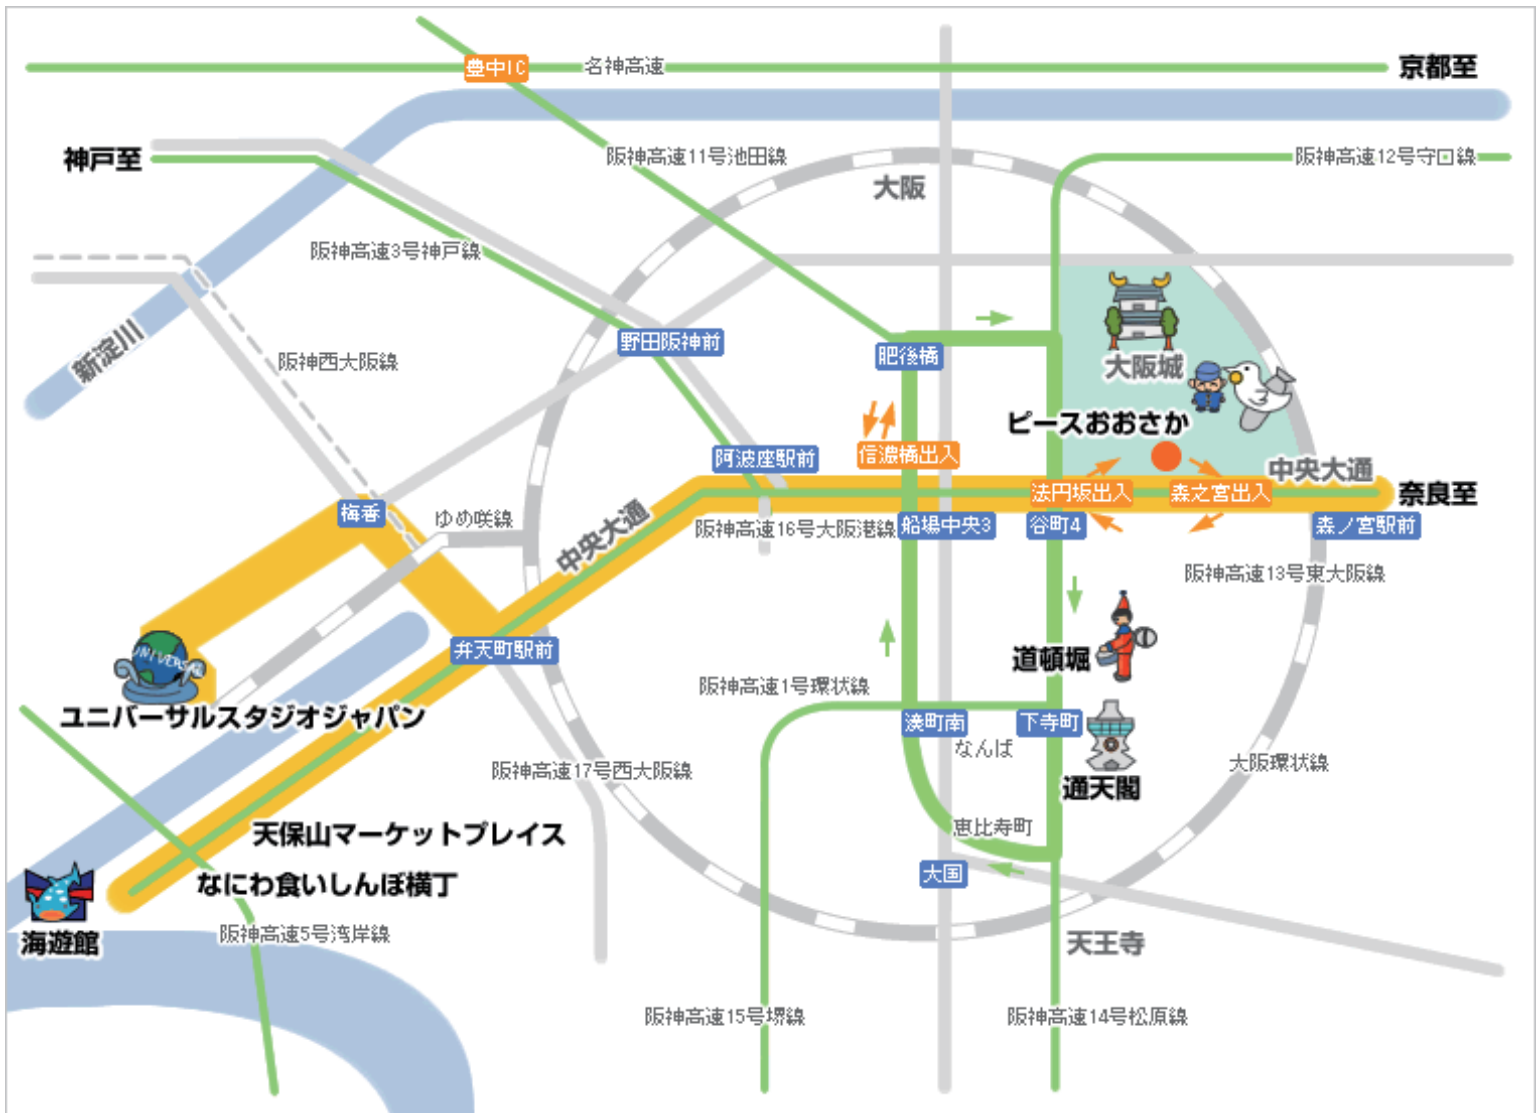 豊中IC
名神高速
京都至
神戸至
阪神高速11号池田線
阪神高速12号守口線
大阪
阪神高速3号神戸線
新淀川
阪神西大阪線
野田阪神前
肥後橋
大阪城
ピースおおさか
信濃橋出入
阿波座駅前
中央大通
法円坂出入
森之宮出入
奈良至
梅香
ゆめ咲線
中央大通
阪神高速16号大阪港線
船場中央3
谷町4
森ノ宮駅前
阪神高速13号東大阪線
UNIVERSAL
弁天町駅前
道頓堀
阪神高速1号環状線
ユニバーサルスタジオジャパン
湊町南
下寺町
なんば
阪神高速17号西大阪線
大阪環状線
通天閣
天保山マーケットプレイス
恵比寿町
なにわ食いしんぼ横丁
大国
阪神高速5号湾岸線
海遊館
天王寺
阪神高速15号堺線
阪神高速14号松原線